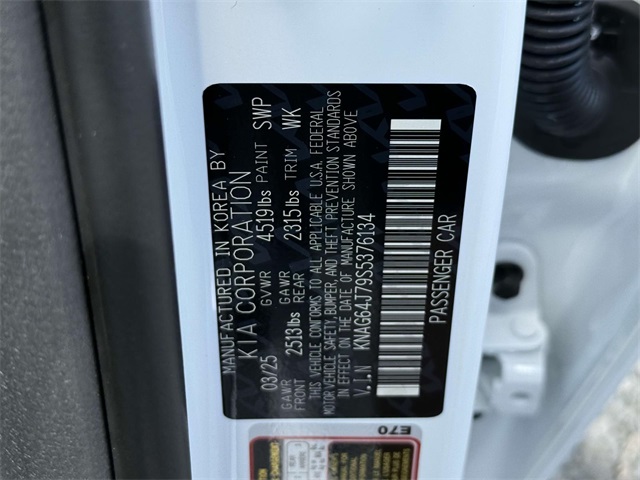 MANUFACTURED IN KOREA BY
KIA CORPORATION
03/25 GVWR 4519lbs PAINT SWP
GAWR FRONT 2513lbs GAWR REAR 2315lbs TRIM WK
THIS VEHICLE CONFORMS TO ALL APPLICABLE U.S.A. FEDERAL
MOTOR VEHICLE SAFETY, BUMPER, AND THEFT PREVENTION STANDARDS
IN EFFECT ON THE DATE OF MANUFACTURE SHOWN ABOVE
V.I.N KNAG64J79S5376134
PASSENGER CAR
E70